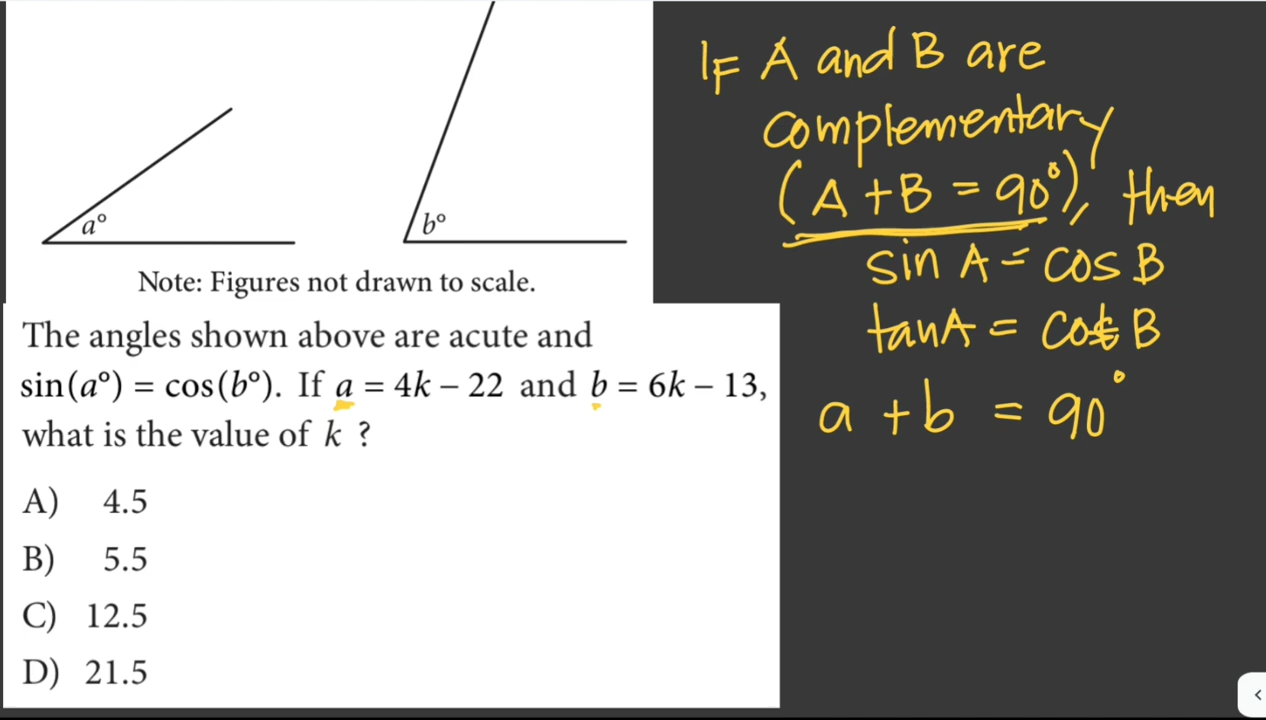 a°
b°
Note: Figures not drawn to scale.
The angles shown above are acute and
sin(a°) = cos(b°). If a = 4k – 22 and b = 6k – 13,
what is the value of k ?
A) 4.5
B) 5.5
C) 12.5
D) 21.5
IF A and B are
complementary
(A + B = 90°), then
sin A = cos B
tan A = cot B
a + b = 90°